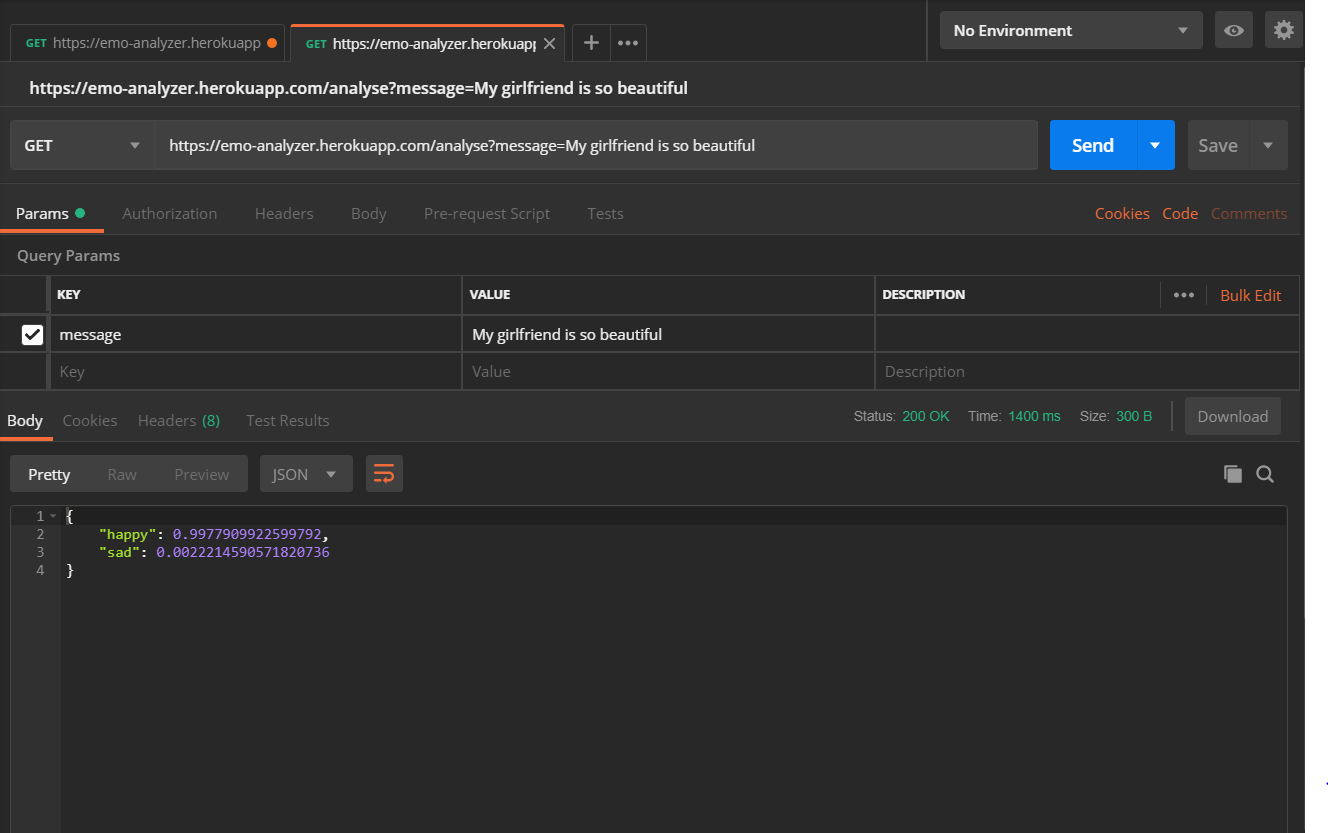 GET https://emo-analyzer.herokuapp GET https://emo-analyzer.herokuapp No Environment
https://emo-analyzer.herokuapp.com/analyse?message=My girlfriend is so beautiful
GET https://emo-analyzer.herokuapp.com/analyse?message=My girlfriend is so beautiful Send Save
Params Authorization Headers Body Pre-request Script Tests Cookies Code Comments
Query Params
KEY VALUE DESCRIPTION Bulk Edit
message My girlfriend is so beautiful
Key Value Description
Body Cookies Headers (8) Test Results Status: 200 OK Time: 1400 ms Size: 300 B Download
Pretty Raw Preview JSON
1 {
2 "happy": 0.9977909922599792,
3 "sad": 0.0022214590571820736
4 }